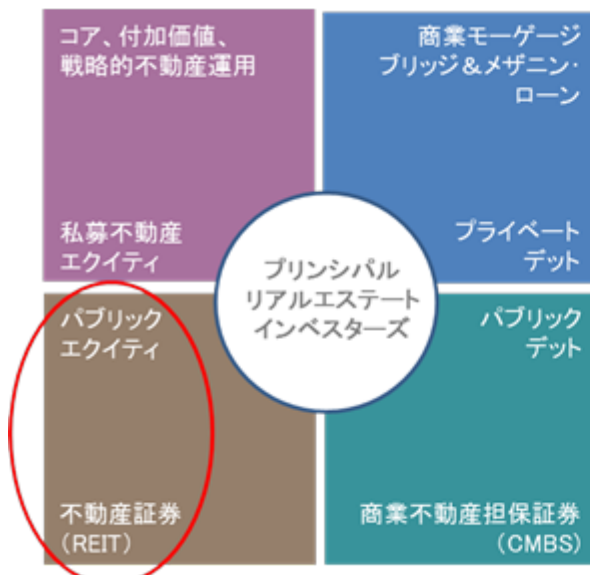 コア、付加価値、
戦略的不動産運用
私募不動産
エクイティ
商業モーゲージ
ブリッジ＆メザニン・
ローン
プライベート
デット
プリンシパル
リアルエステート
インベスターズ
パブリック
エクイティ
不動産証券
（REIT）
パブリック
デット
商業不動産担保証券
（CMBS）